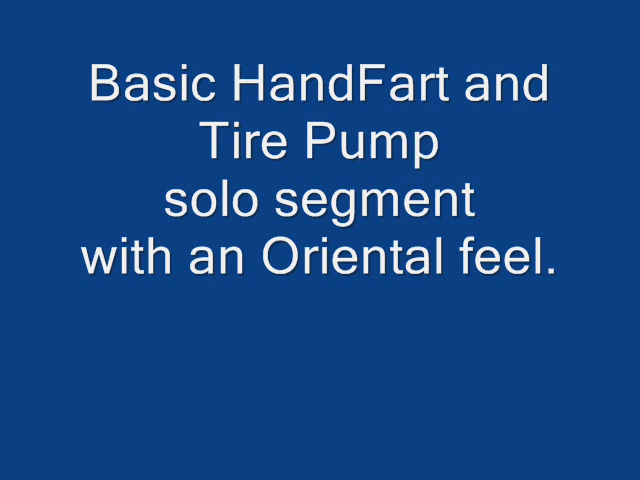 Basic HandFart and
Tire Pump
solo segment
with an Oriental feel.